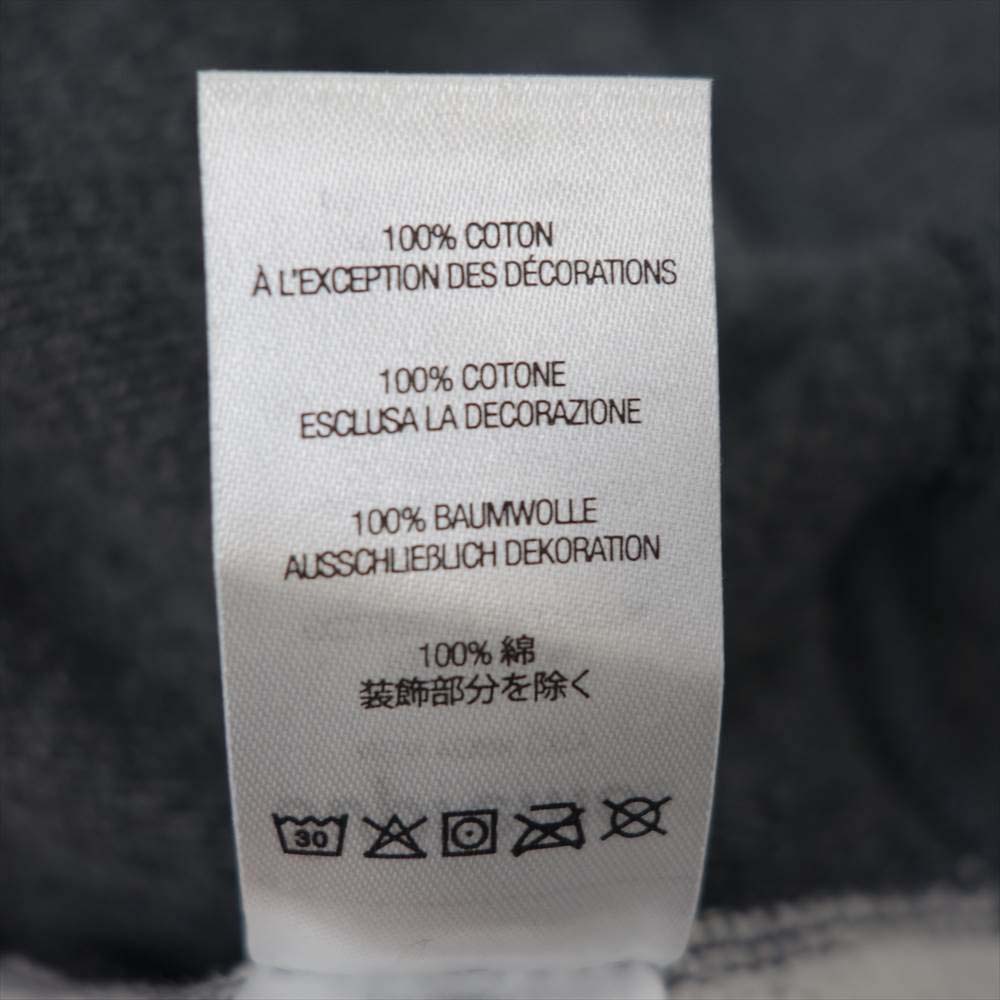 100% COTON
À L'EXCEPTION DES DÉCORATIONS
100% COTONE
ESCLUSA LA DECORAZIONE
100% BAUMWOLLE
AUSSCHLIEßLICH DEKORATION
100% 綿
装飾部分を除く
30